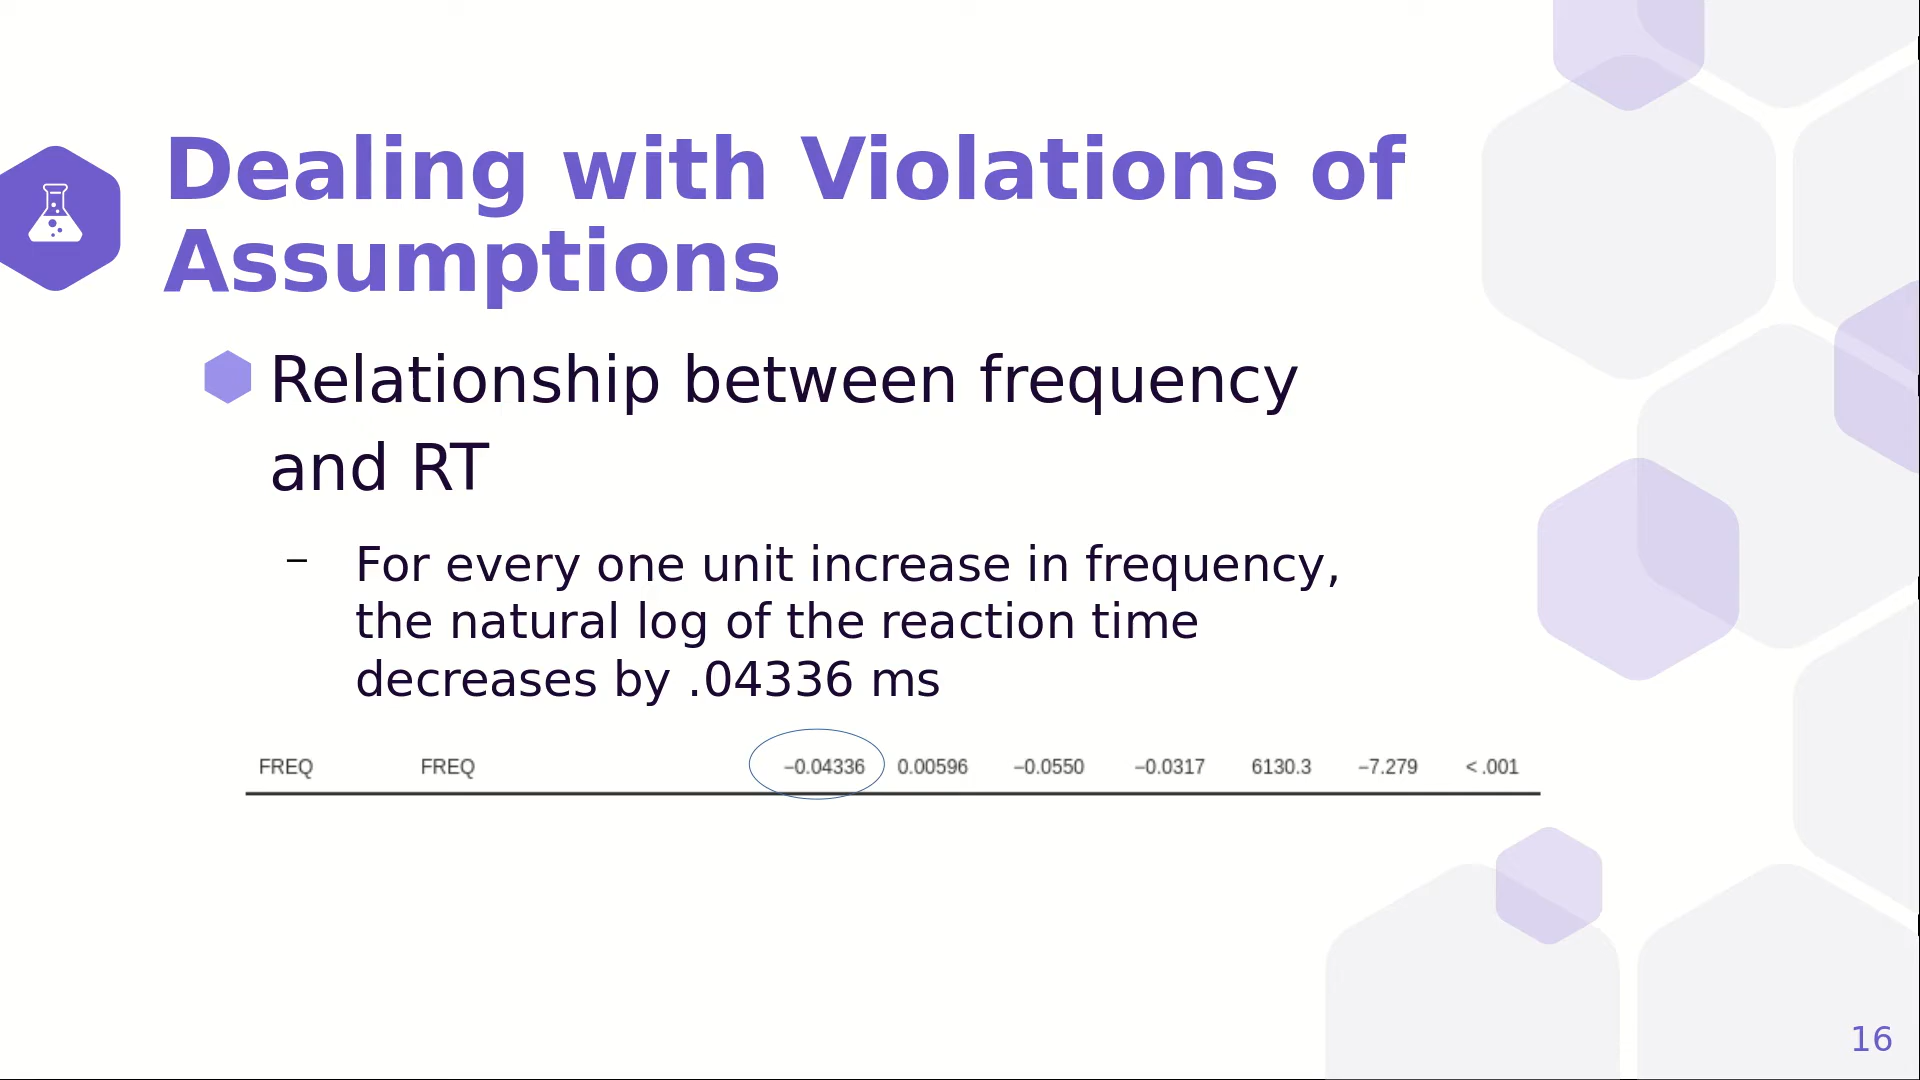 Dealing with Violations of
Assumptions
Relationship between frequency
and RT
– For every one unit increase in frequency,
the natural log of the reaction time
decreases by .04336 ms
FREQ FREQ −0.04336 0.00596 −0.0550 −0.0317 6130.3 −7.279 < .001
16